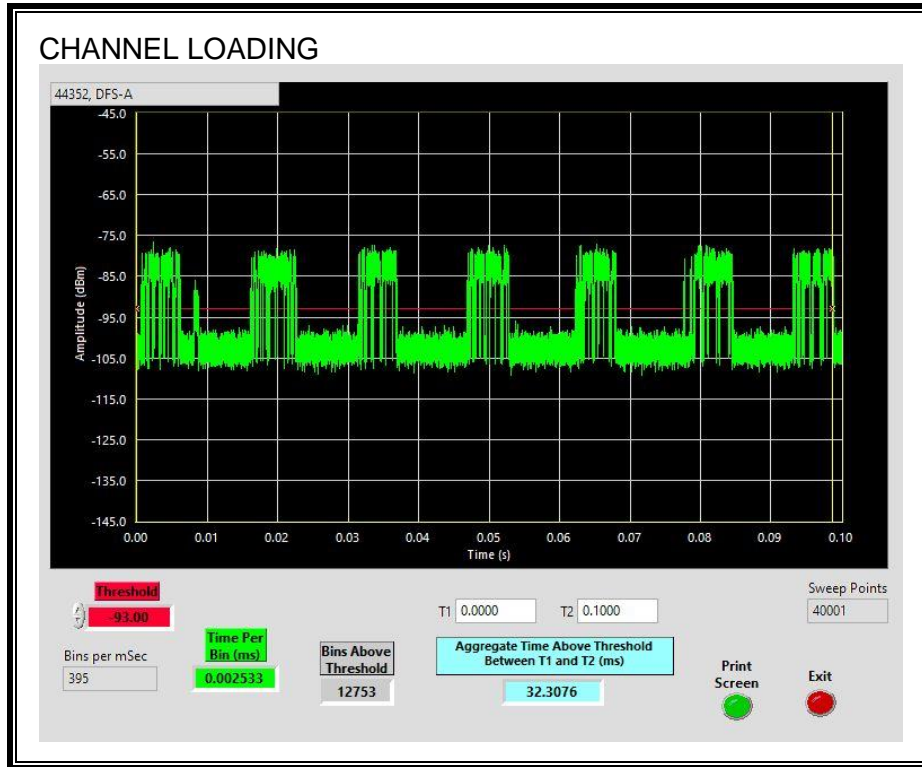 CHANNEL LOADING
44352, DFS-A
-45.0
-55.0
-65.0
-75.0
-85.0
-95.0
-105.0
-115.0
-125.0
-135.0
-145.0
Amplitude (dBm)
0.00 0.01 0.02 0.03 0.04 0.05 0.06 0.07 0.08 0.09 0.10
Time (s)
Threshold
-93.00
Bins per mSec
395
Time Per
Bin (ms)
0.002533
Bins Above
Threshold
12753
T1 0.0000 T2 0.1000
Aggregate Time Above Threshold
Between T1 and T2 (ms)
32.3076
Sweep Points
40001
Print
Screen
Exit